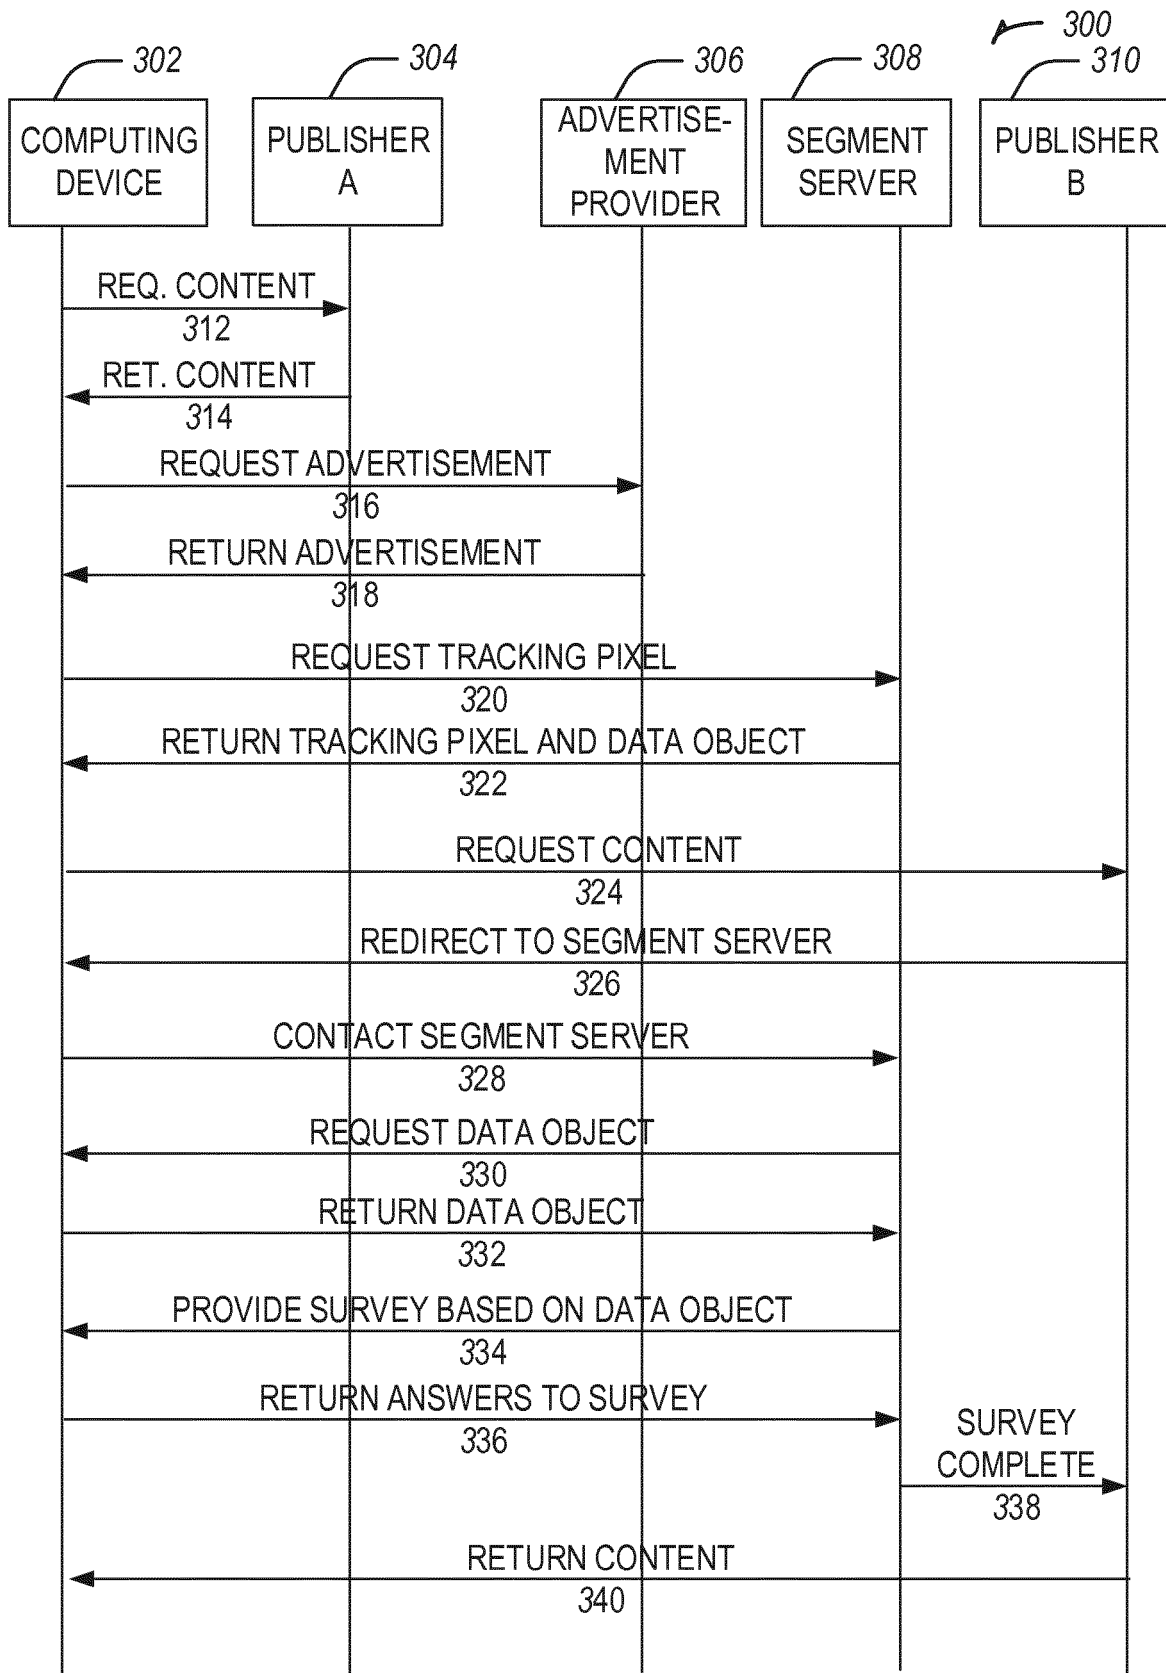 300
302
304
306
308
310
COMPUTING
DEVICE
PUBLISHER
A
ADVERTISE-
MENT
PROVIDER
SEGMENT
SERVER
PUBLISHER
B
REQ. CONTENT
312
RET. CONTENT
314
REQUEST ADVERTISEMENT
316
RETURN ADVERTISEMENT
318
REQUEST TRACKING PIXEL
320
RETURN TRACKING PIXEL AND DATA OBJECT
322
REQUEST CONTENT
324
REDIRECT TO SEGMENT SERVER
326
CONTACT SEGMENT SERVER
328
REQUEST DATA OBJECT
330
RETURN DATA OBJECT
332
PROVIDE SURVEY BASED ON DATA OBJECT
334
RETURN ANSWERS TO SURVEY
336
SURVEY
COMPLETE
338
RETURN CONTENT
340